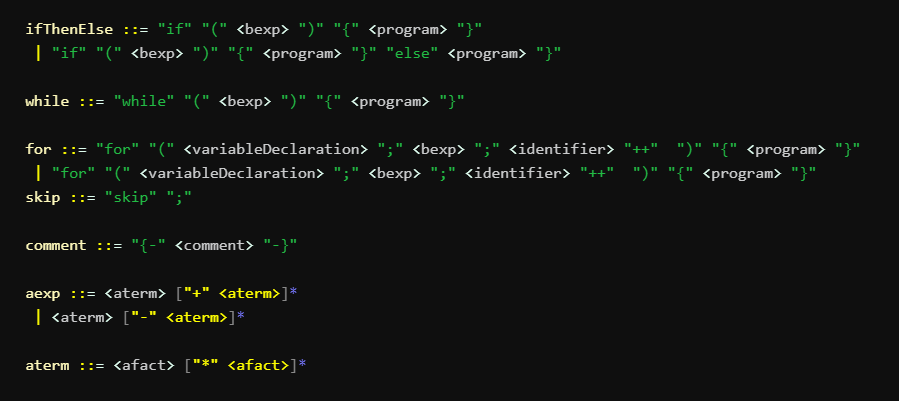 ifThenElse ::= "if" "(" <bexp> ")" "{" <program> "}"
| "if" "(" <bexp> ")" "{" <program> "}" "else" <program> "}"
while ::= "while" "(" <bexp> ")" "{" <program> "}"
for ::= "for" "(" <variableDeclaration> ";" <bexp> ";" <identifier> "++"  ")" "{" <program> "}"
| "for" "(" <variableDeclaration> ";" <bexp> ";" <identifier> "++"  ")" "{" <program> "}"
skip ::= "skip" ";"
comment ::= "{-" <comment> "-}"
aexp ::= <aterm> ["+" <aterm>]*
| <aterm> ["-" <aterm>]*
aterm ::= <afact> ["*" <afact>]*